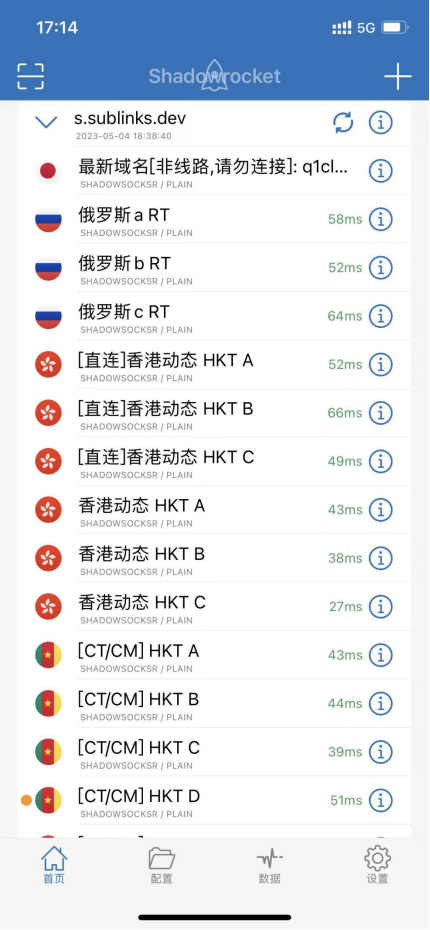 17:14
5G
Shadowrocket
s.sublinks.dev
2023-05-04 18:38:40
最新域名[非线路,请勿连接]: q1cl...
SHADOWSOCKSR / PLAIN
俄罗斯a RT
58ms
SHADOWSOCKSR / PLAIN
俄罗斯b RT
52ms
SHADOWSOCKSR / PLAIN
俄罗斯c RT
64ms
SHADOWSOCKSR / PLAIN
[直连]香港动态 HKT A
52ms
SHADOWSOCKSR / PLAIN
[直连]香港动态 HKT B
66ms
SHADOWSOCKSR / PLAIN
[直连]香港动态 HKT C
49ms
SHADOWSOCKSR / PLAIN
香港动态 HKT A
43ms
SHADOWSOCKSR / PLAIN
香港动态 HKT B
38ms
SHADOWSOCKSR / PLAIN
香港动态 HKT C
27ms
SHADOWSOCKSR / PLAIN
[CT/CM] HKT A
43ms
SHADOWSOCKSR / PLAIN
[CT/CM] HKT B
44ms
SHADOWSOCKSR / PLAIN
[CT/CM] HKT C
39ms
SHADOWSOCKSR / PLAIN
[CT/CM] HKT D
51ms
SHADOWSOCKSR / PLAIN
首页
配置
数据
设置